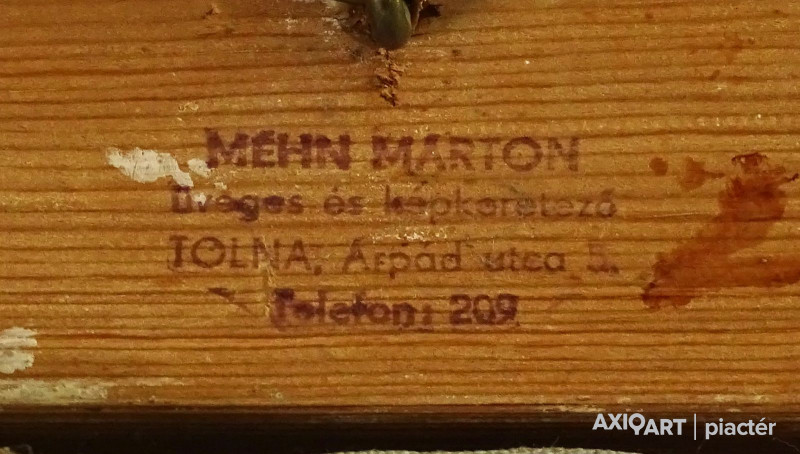 MÉHN MÁRTON
üveges és képkeretező
TOLNA, Árpád utca 5.
Telefon: 209
AXIOART | piactér